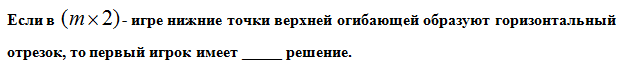 Если в (m×2)- игре нижние точки верхней огибающей образуют горизонтальный
отрезок, то первый игрок имеет _____ решение.